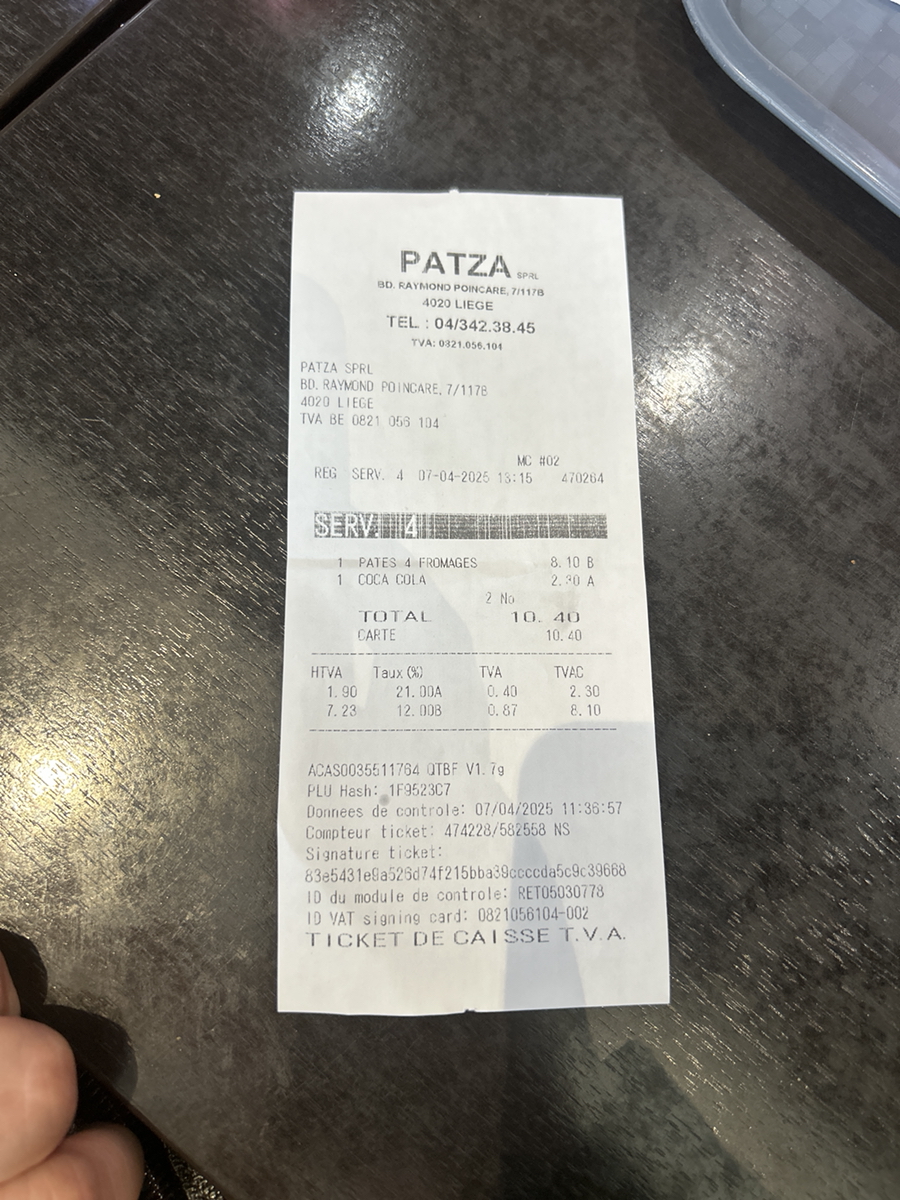 PATZA SPRL
BD. RAYMOND POINCARE, 7/117B
4020 LIEGE
TEL : 04/342.38.45
TVA: 0821.056.104
PATZA SPRL
BD. RAYMOND POINCARE, 7/117B
4020 LIEGE
TVA BE 0821 056 104
MC #02
REG SERV. 4 07-04-2025 13:15 470264
SERV. 4
1 PATES 4 FROMAGES 8.10 B
1 COCA COLA 2.30 A
2 No
TOTAL 10.40
CARTE 10.40
HTVA Taux(%) TVA TVAC
1.90 21.00A 0.40 2.30
7.23 12.00B 0.87 8.10
ACAS0035511764 QTBF V1.7g
PLU Hash: 1F9523C7
Donnees de controle: 07/04/2025 11:36:57
Compteur ticket: 474228/582558 NS
Signature ticket:
83e5431e9a526d74f215bba39ccccda5c9c39668
ID du module de controle: RET05030778
ID VAT signing card: 0821056104-002
TICKET DE CAISSE T.V.A.